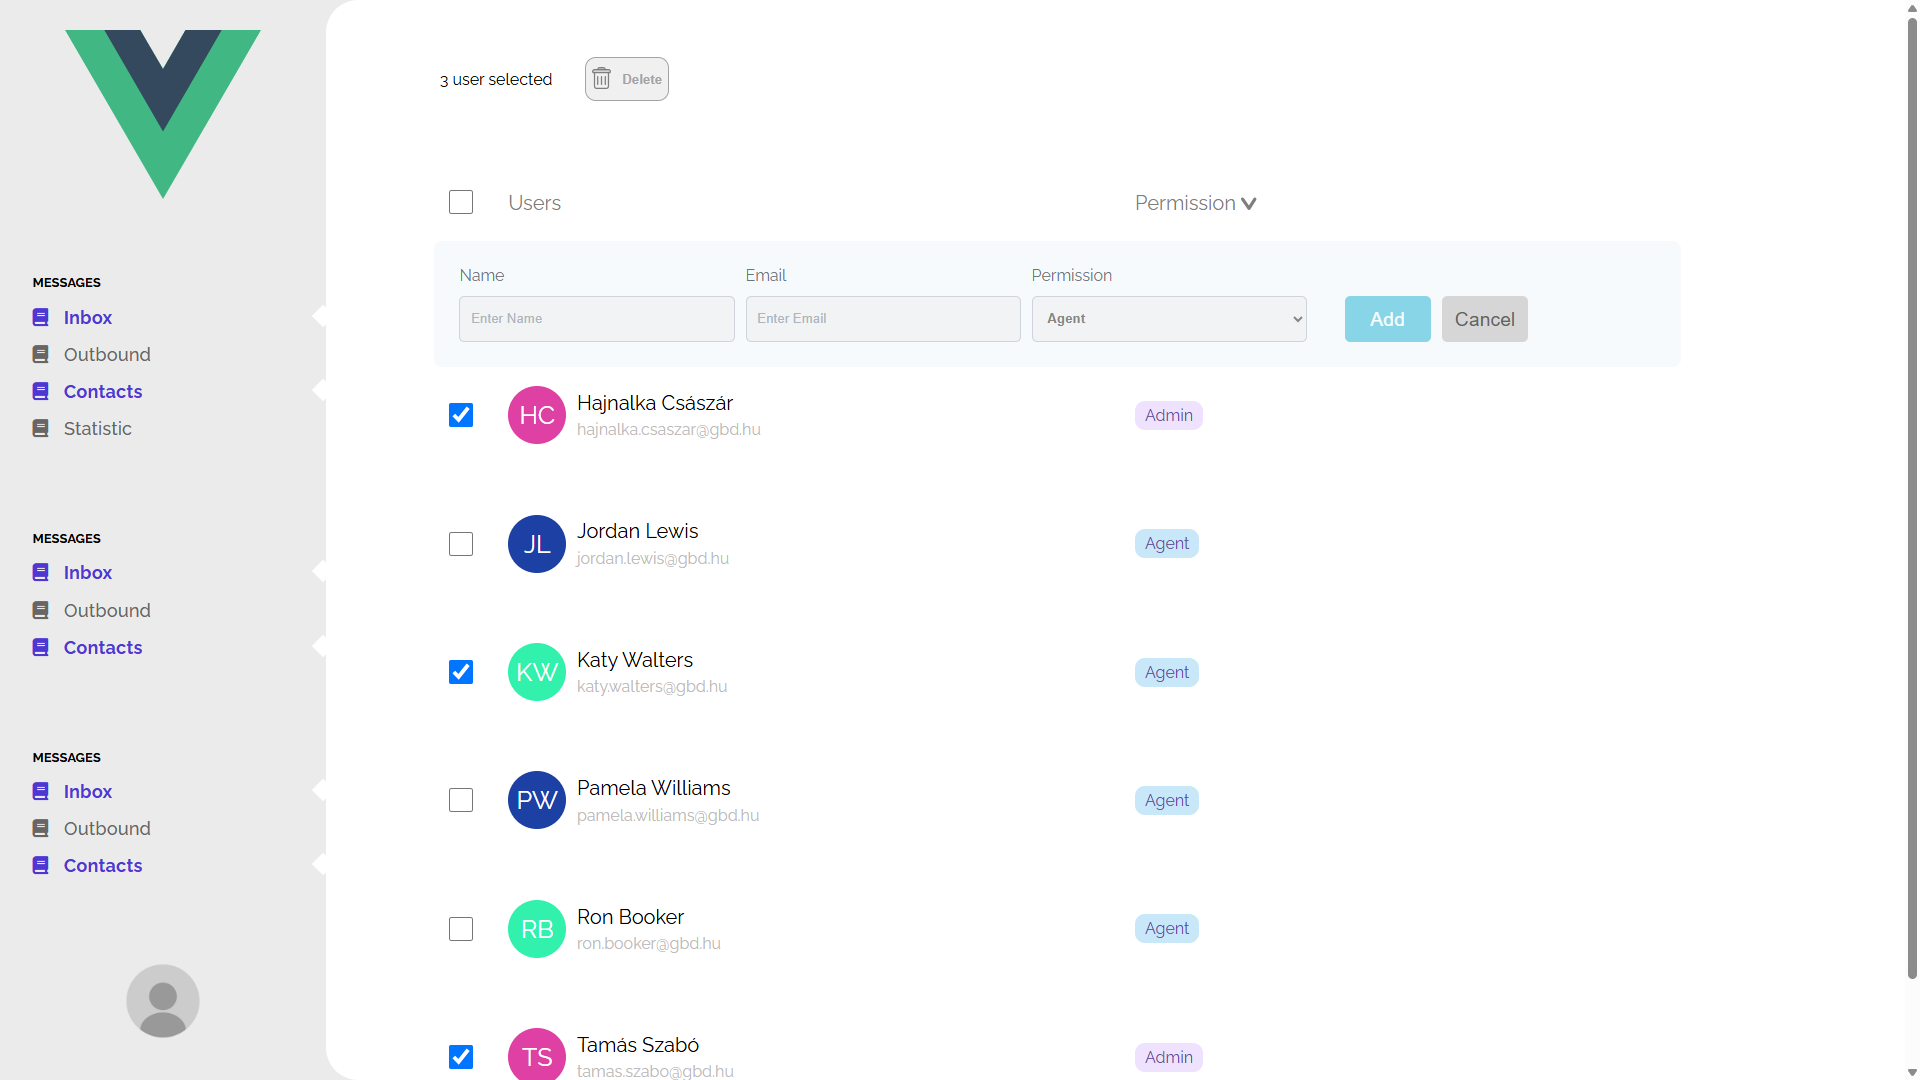 MESSAGES
Inbox
Outbound
Contacts
Statistic
MESSAGES
Inbox
Outbound
Contacts
MESSAGES
Inbox
Outbound
Contacts
3 user selected
Delete
Users
Permission
Name
Email
Permission
Enter Name
Enter Email
Agent
Add
Cancel
HC
Hajnalka Császár
hajnalka.csaszar@gbd.hu
Admin
JL
Jordan Lewis
jordan.lewis@gbd.hu
Agent
KW
Katy Walters
katy.walters@gbd.hu
Agent
PW
Pamela Williams
pamela.williams@gbd.hu
Agent
RB
Ron Booker
ron.booker@gbd.hu
Agent
TS
Tamás Szabó
tamas.szabo@gbd.hu
Admin